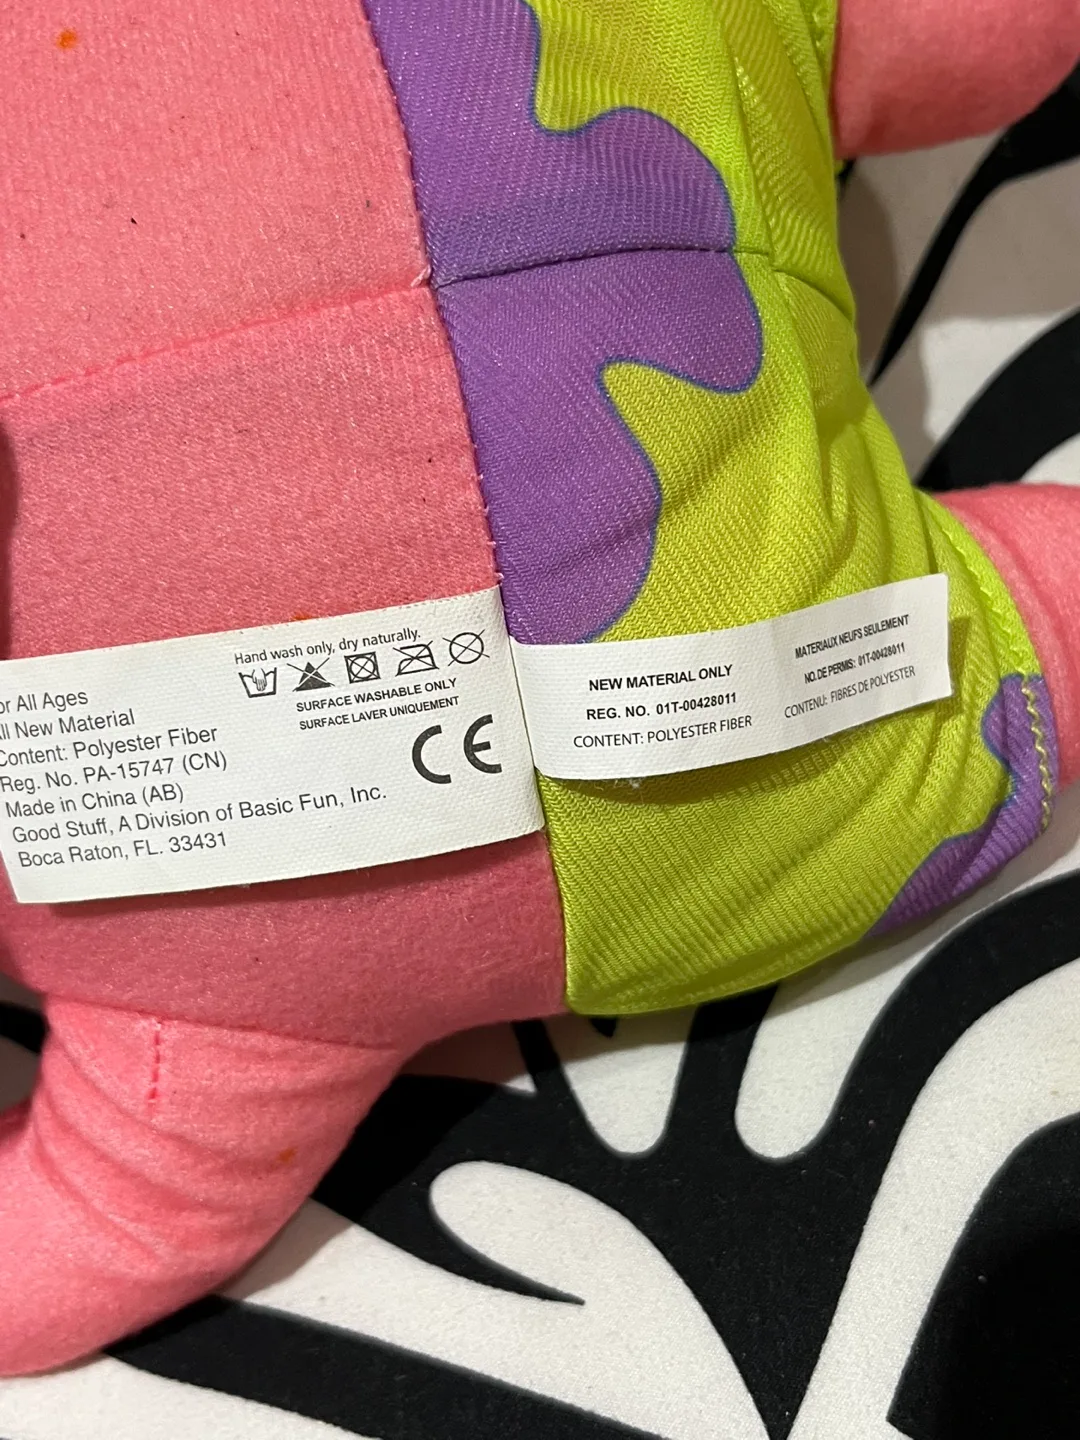 Hand wash only, dry naturally.
SURFACE WASHABLE ONLY
SURFACE LAVER UNIQUEMENT
CE
All Ages
New Material
Content: Polyester Fiber
Reg. No. PA-15747 (CN)
Made in China (AB)
Good Stuff, A Division of Basic Fun, Inc.
Boca Raton, FL. 33431
NEW MATERIAL ONLY
REG. NO. 01T-00428011
CONTENT: POLYESTER FIBER
MATERIAUX NEUFS SEULEMENT
NO. DE PERMIS: 01T-00428011
CONTENU: FIBRES DE POLYESTER